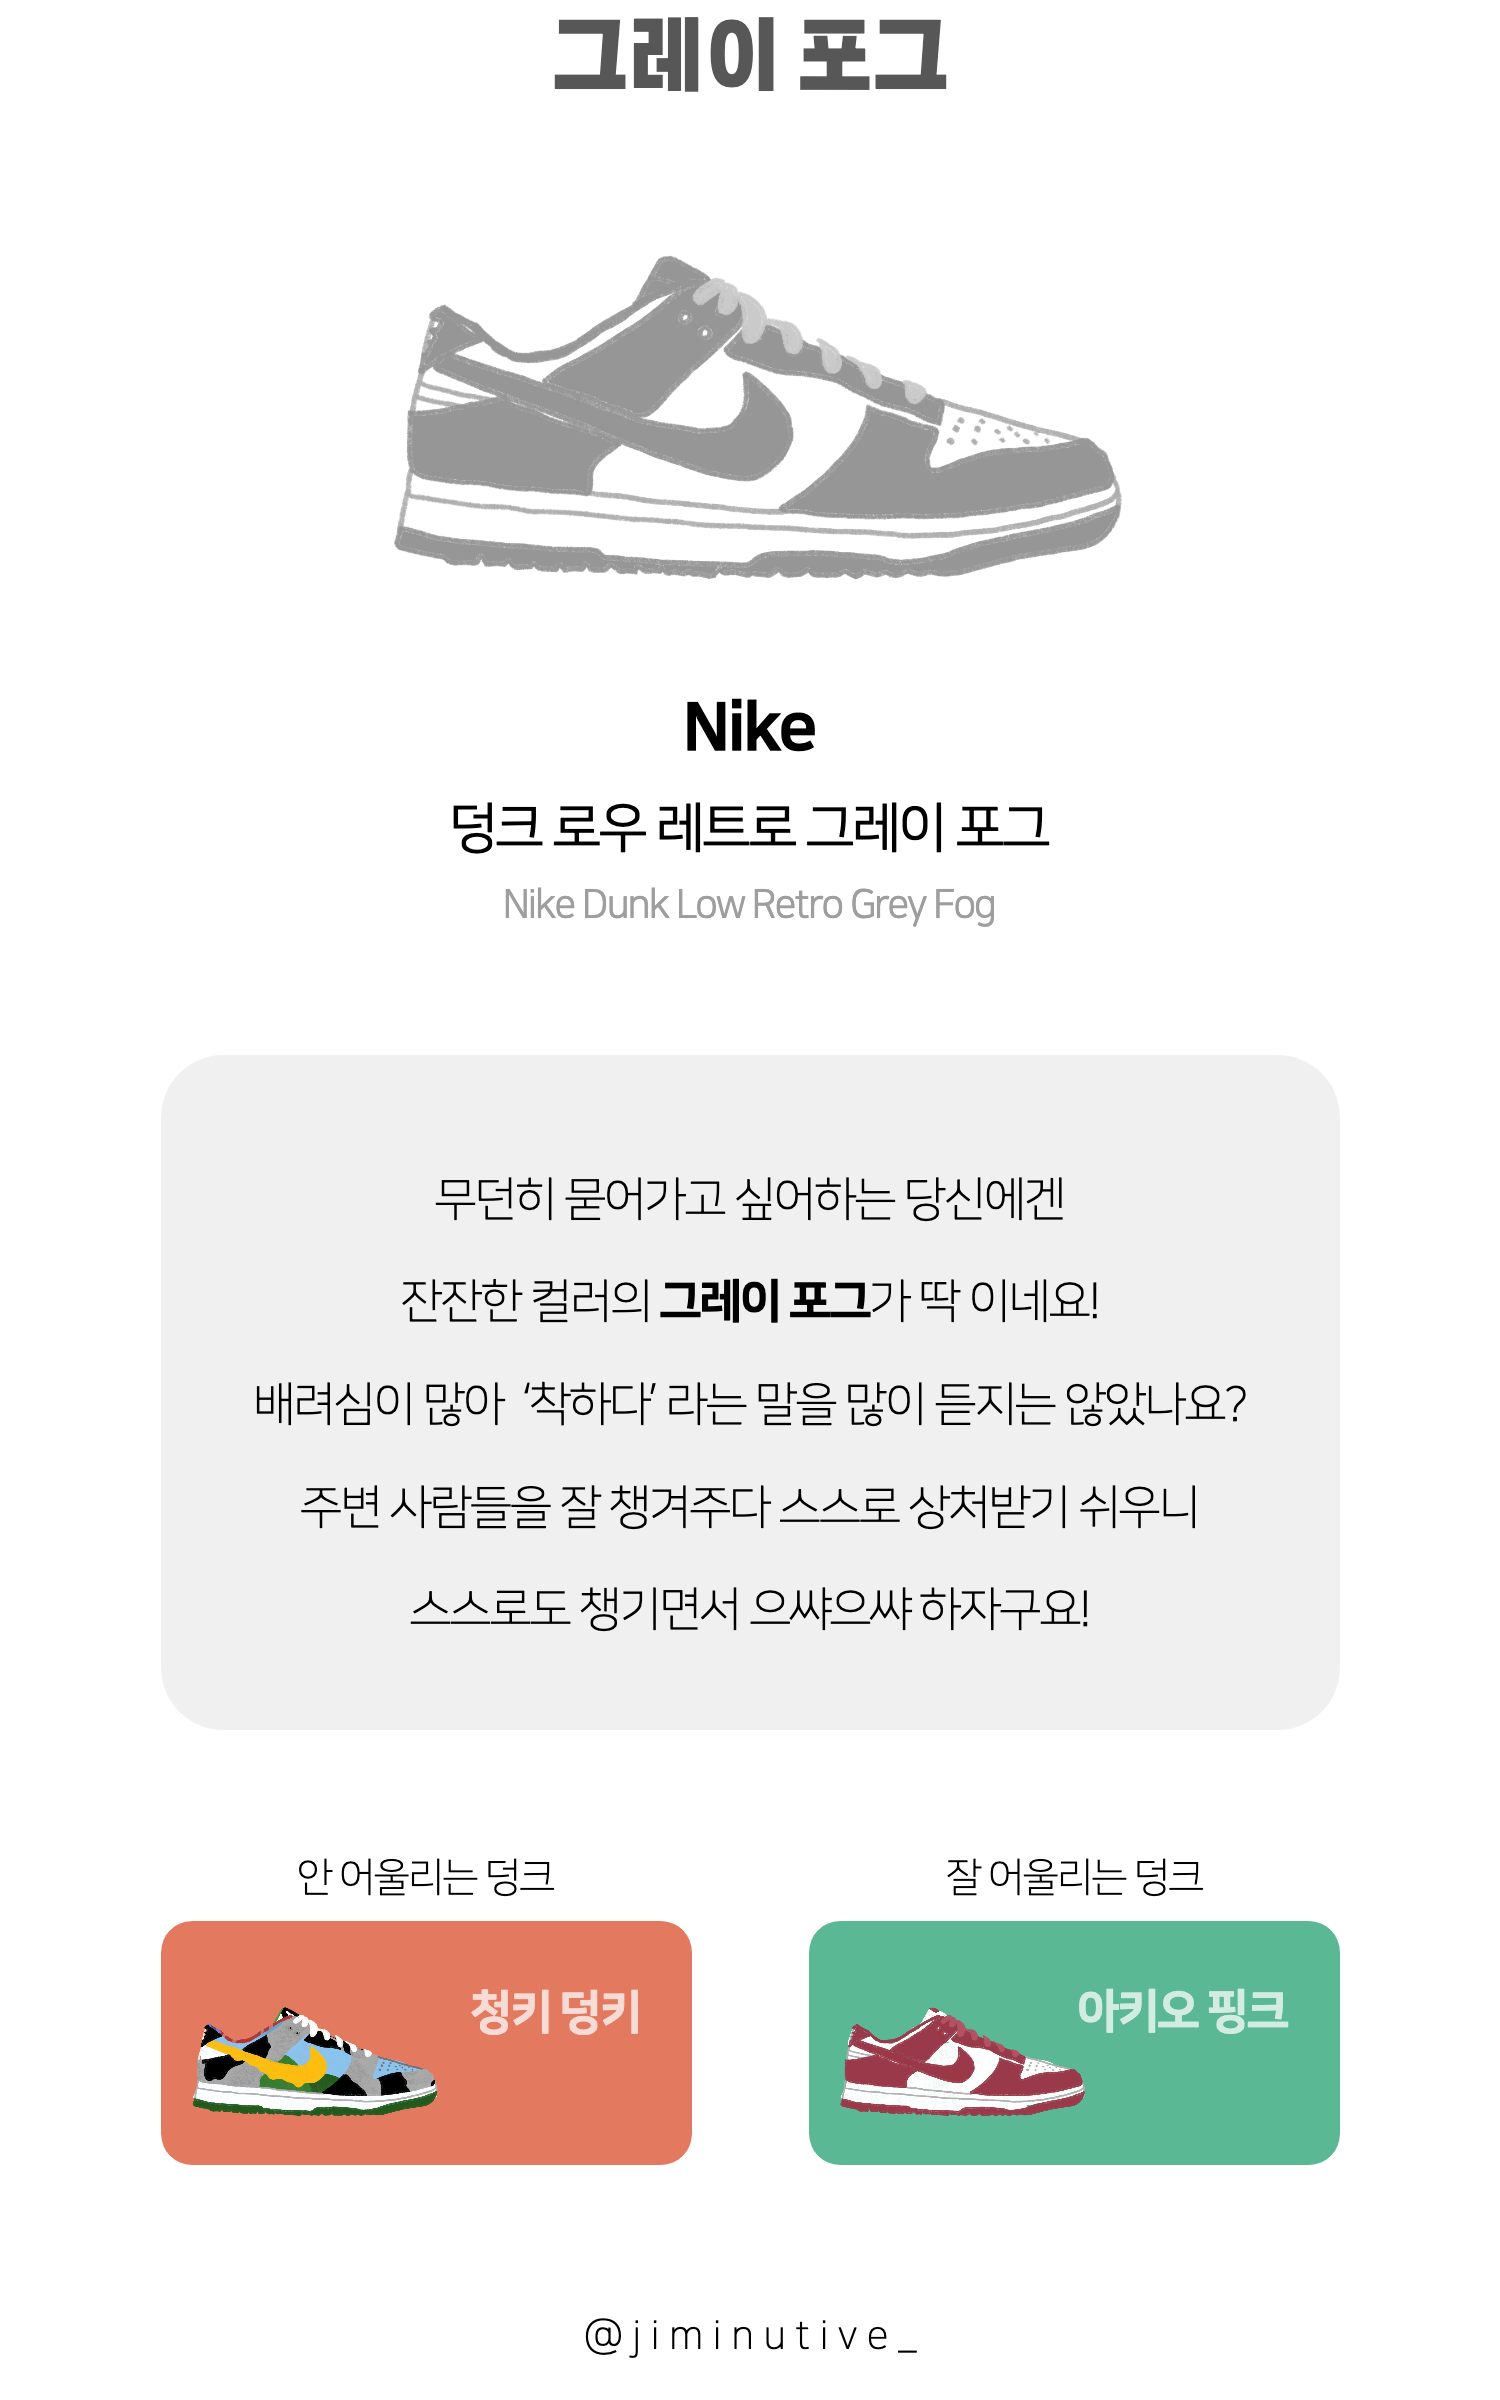 그레이 포그
Nike
덩크 로우 레트로 그레이 포그
Nike Dunk Low Retro Grey Fog
무던히 묻어가고 싶어하는 당신에겐
잔잔한 컬러의 그레이 포그가 딱 이네요!
배려심이 많아 ‘착하다’ 라는 말을 많이 듣지는 않았나요?
주변 사람들을 잘 챙겨주다 스스로 상처받기 쉬우니
스스로도 챙기면서 으쌰으쌰 하자구요!
안 어울리는 덩크
청키 덩키
잘 어울리는 덩크
아키오 핑크
@jiminutive_